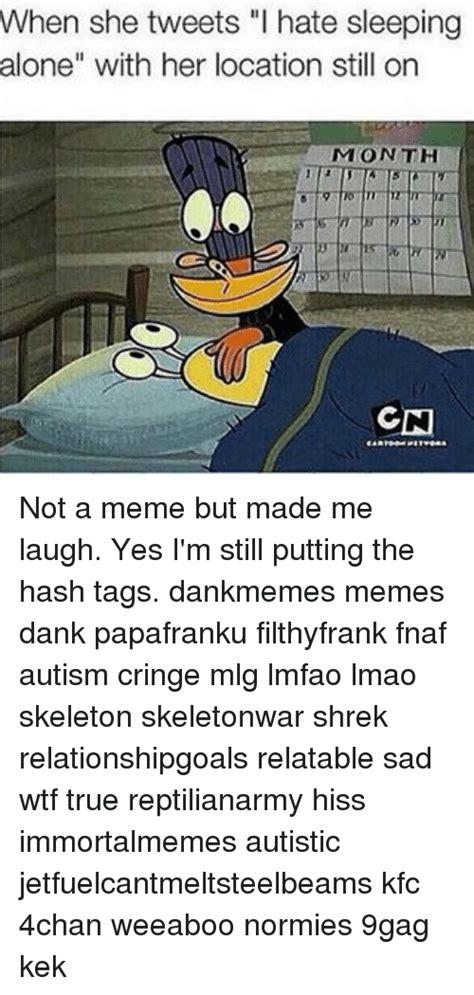 When she tweets "I hate sleeping
alone" with her location still on
MONTH
CN
CARTOON NETWORK
Not a meme but made me
laugh. Yes I'm still putting the
hash tags. dankmemes memes
dank papafranku filthyfrank fnaf
autism cringe mlg lmfao lmao
skeleton skeletonwar shrek
relationshipgoals relatable sad
wtf true reptilianarmy hiss
immortalmemes autistic
jetfuelcantmeltsteelbeams kfc
4chan weeaboo normies 9gag
kek